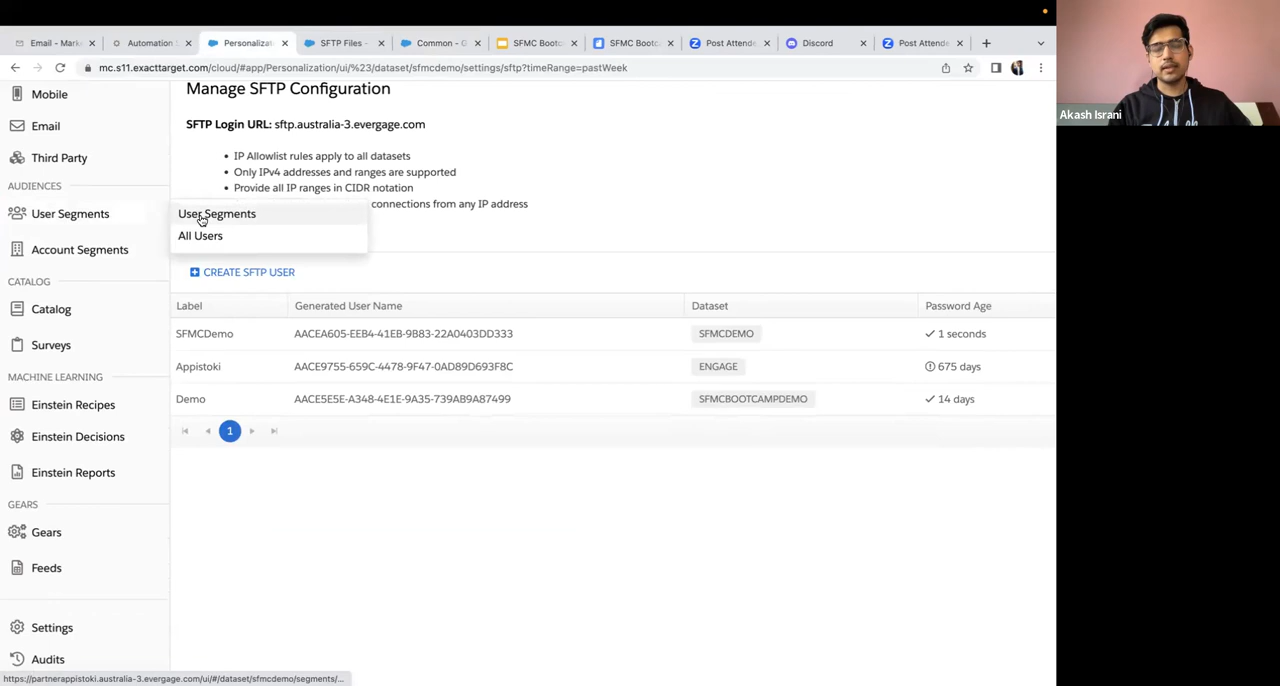 Email - Mark
Automation
Personaliza
SFTP Files -
Common - G
SFMC Bootc
SFMC Bootc
Post Attende
Discord
Post Attende
mc.s11.exacttarget.com/cloud/#app/Personalization/ui/%23/dataset/sfmcdemo/settings/sftp?timeRange=pastWeek
Akash Israni
Mobile
Email
Third Party
AUDIENCES
User Segments
Account Segments
CATALOG
Catalog
Surveys
MACHINE LEARNING
Einstein Recipes
Einstein Decisions
Einstein Reports
GEARS
Gears
Feeds
Settings
Audits
Manage SFTP Configuration
SFTP Login URL: sftp.australia-3.evergage.com
• IP Allowlist rules apply to all datasets
• Only IPv4 addresses and ranges are supported
• Provide all IP ranges in CIDR notation
connections from any IP address
User Segments
All Users
CREATE SFTP USER
Label Generated User Name Dataset Password Age
SFMCDemo AACEA605-EEB4-41EB-9B83-22A0403DD333 SFMCDEMO 1 seconds
Appistoki AACE9755-659C-4478-9F47-0AD89D693F8C ENGAGE 675 days
Demo AACE5E5E-A348-4E1E-9A35-739AB9A87499 SFMCBOOTCAMPDEMO 14 days
1
https://partnerappistoki.australia-3.evergage.com/ui/#/dataset/sfmcdemo/segments/...